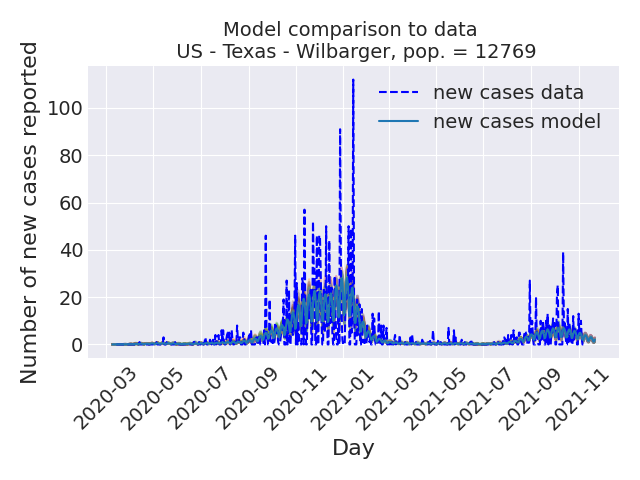 Model comparison to data
US - Texas - Wilbarger, pop. = 12769
Number of new cases reported
100
80
60
40
20
0
new cases data
new cases model
2020-03
2020-05
2020-07
2020-09
2020-11
2021-01
2021-03
2021-05
2021-07
2021-09
2021-11
Day